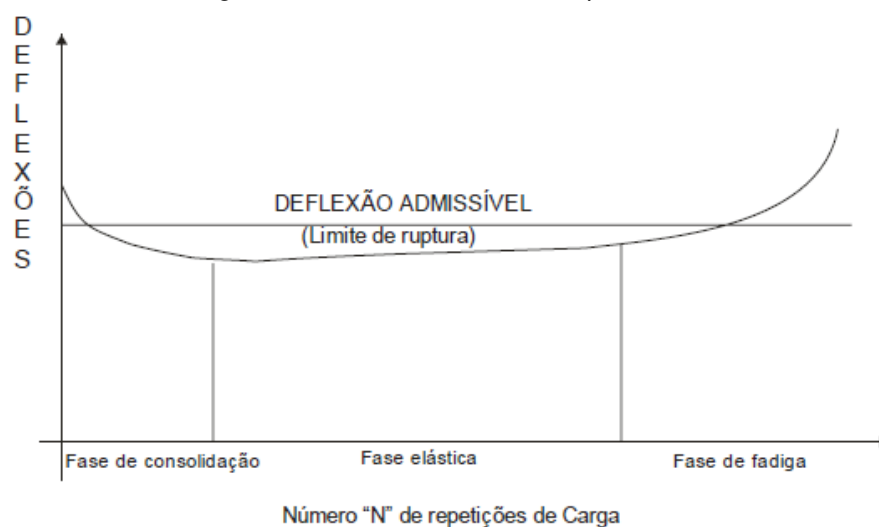 DEFLEXÕES
DEFLEXÃO ADMISSÍVEL
(Limite de ruptura)
Fase de consolidação
Fase elástica
Fase de fadiga
Número “N” de repetições de Carga